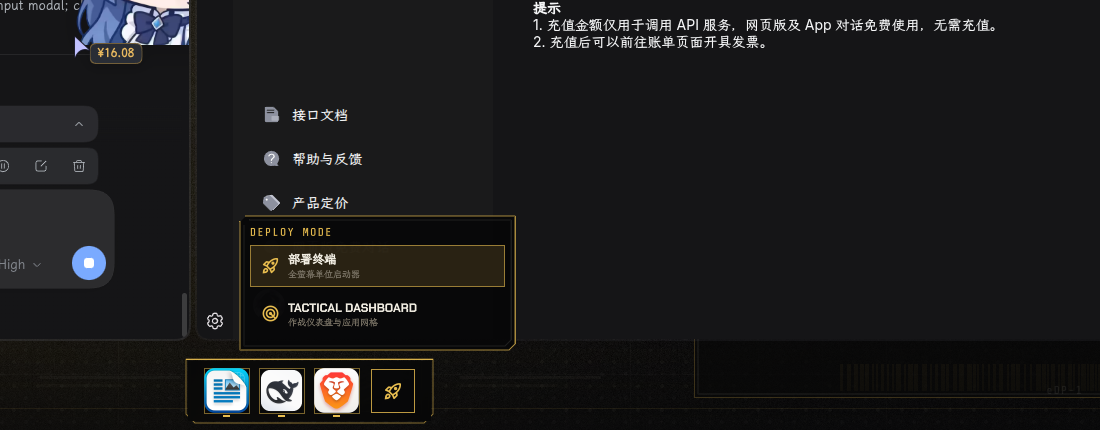 nput modal; c
¥16.08
High
提示
1. 充值金额仅用于调用 API 服务，网页版及 App 对话免费使用，无需充值。
2. 充值后可以前往账单页面开具发票。
接口文档
帮助与反馈
产品定价
DEPLOY MODE
部署终端
全萤幕单位启动器
TACTICAL DASHBOARD
作战仪表盘与应用网格